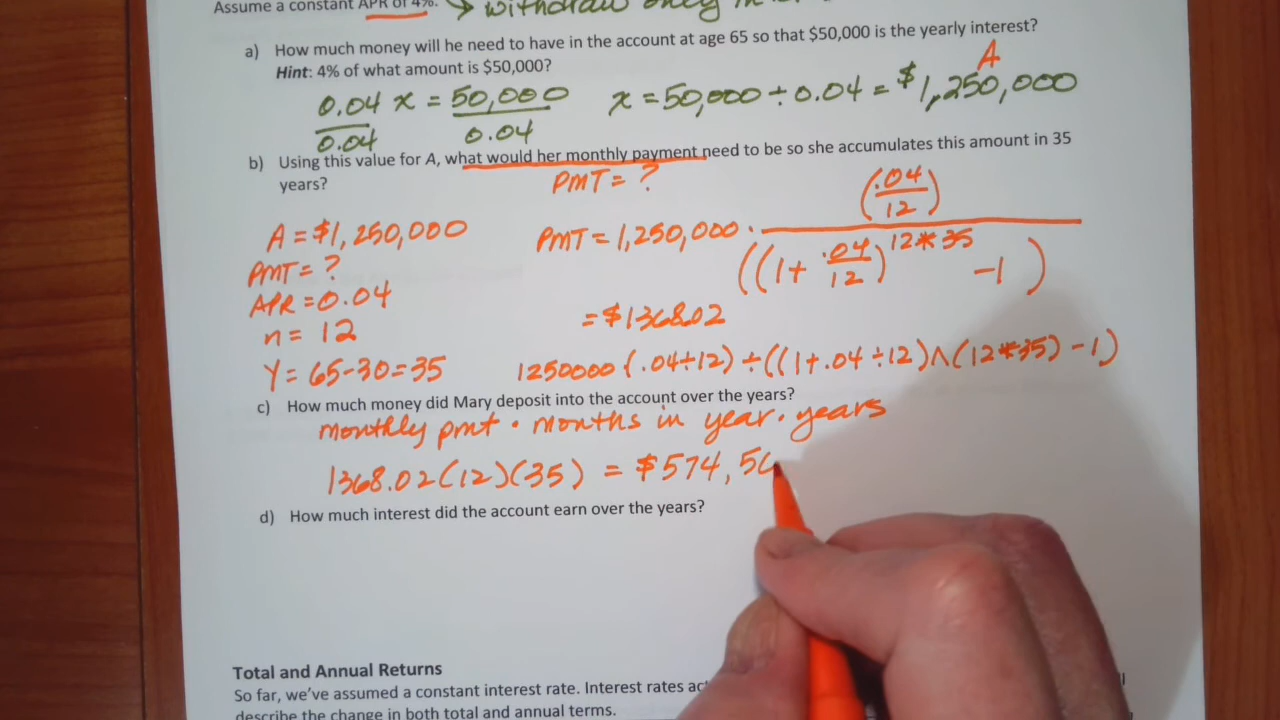 Assume a constant APR of 4%. → withdraw only in
a) How much money will he need to have in the account at age 65 so that $50,000 is the yearly interest?
Hint: 4% of what amount is $50,000?
A
0.04 x = 50,000 x = 50,000 ÷ 0.04 = $1,250,000
0.04 0.04
b) Using this value for A, what would her monthly payment need to be so she accumulates this amount in 35
years?
PMT = ?
A = $1,250,000 PMT = 1,250,000 · (.04/12) / ((1 + .04/12)^12*35 - 1)
PMT = ?
APR = 0.04
= $1368.02
n = 12
Y = 65-30 = 35 1250000 (.04÷12) ÷ ((1+.04÷12)^(12*35) -1)
c) How much money did Mary deposit into the account over the years?
monthly pmt · months in year · years
1368.02 (12)(35) = $574,56
d) How much interest did the account earn over the years?
Total and Annual Returns
So far, we've assumed a constant interest rate. Interest rates
describe the change in both total and annual terms.